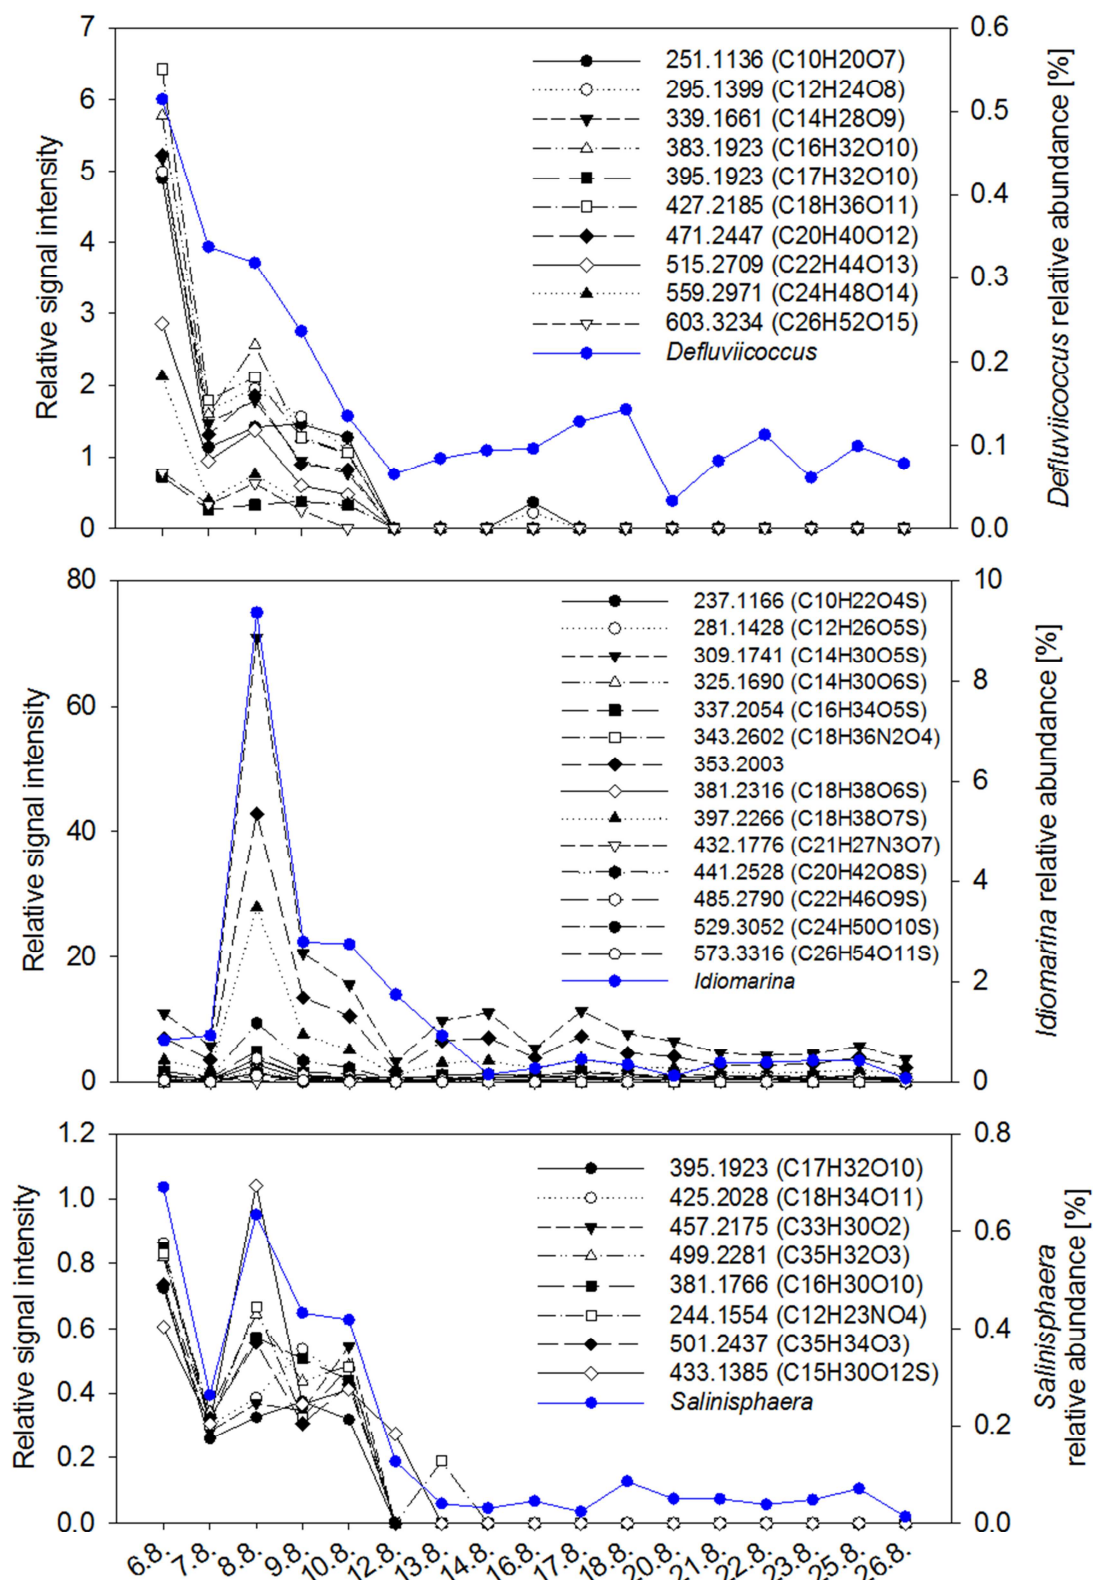 Relative signal intensity
7
6
5
4
3
2
1
0
251.1136 (C10H20O7)
295.1399 (C12H24O8)
339.1661 (C14H28O9)
383.1923 (C16H32O10)
395.1923 (C17H32O10)
427.2185 (C18H36O11)
471.2447 (C20H40O12)
515.2709 (C22H44O13)
559.2971 (C24H48O14)
603.3234 (C26H52O15)
Defluviicoccus
0.6
0.5
0.4
0.3
0.2
0.1
0.0
Defluviicoccus relative abundance [%]
Relative signal intensity
80
60
40
20
0
237.1166 (C10H22O4S)
281.1428 (C12H26O5S)
309.1741 (C14H30O5S)
325.1690 (C14H30O6S)
337.2054 (C16H34O5S)
343.2602 (C18H36N2O4)
353.2003
381.2316 (C18H38O6S)
397.2266 (C18H38O7S)
432.1776 (C21H27N3O7)
441.2528 (C20H42O8S)
485.2790 (C22H46O9S)
529.3052 (C24H50O10S)
573.3316 (C26H54O11S)
Idiomarina
10
8
6
4
2
0
Idiomarina relative abundance [%]
Relative signal intensity
1.2
1.0
0.8
0.6
0.4
0.2
0.0
395.1923 (C17H32O10)
425.2028 (C18H34O11)
457.2175 (C33H30O2)
499.2281 (C35H32O3)
381.1766 (C16H30O10)
244.1554 (C12H23NO4)
501.2437 (C35H34O3)
433.1385 (C15H30O12S)
Salinisphaera
0.8
0.6
0.4
0.2
0.0
Salinisphaera
relative abundance [%]
6.8.
7.8.
8.8.
9.8.
10.8.
12.8.
13.8.
14.8.
16.8.
17.8.
18.8.
20.8.
21.8.
22.8.
23.8.
25.8.
26.8.